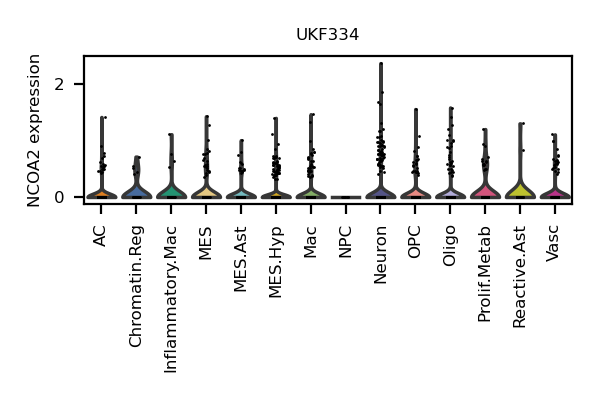 UKF334
NCOA2 expression
2
0
AC
Chromatin.Reg
Inflammatory.Mac
MES
MES.Ast
MES.Hyp
Mac
NPC
Neuron
OPC
Oligo
Prolif.Metab
Reactive.Ast
Vasc